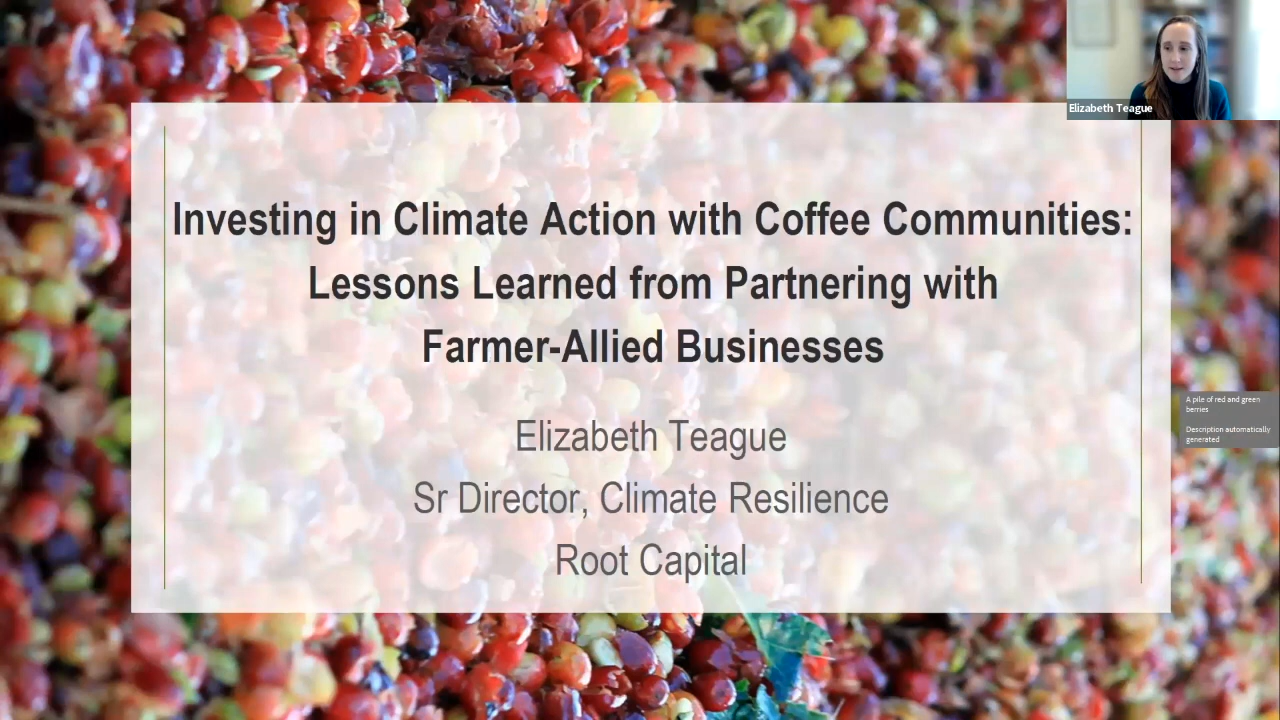 Elizabeth Teague
Investing in Climate Action with Coffee Communities:
Lessons Learned from Partnering with
Farmer-Allied Businesses
Elizabeth Teague
Sr Director, Climate Resilience
Root Capital
A pile of red and green
berries
Description automatically
generated